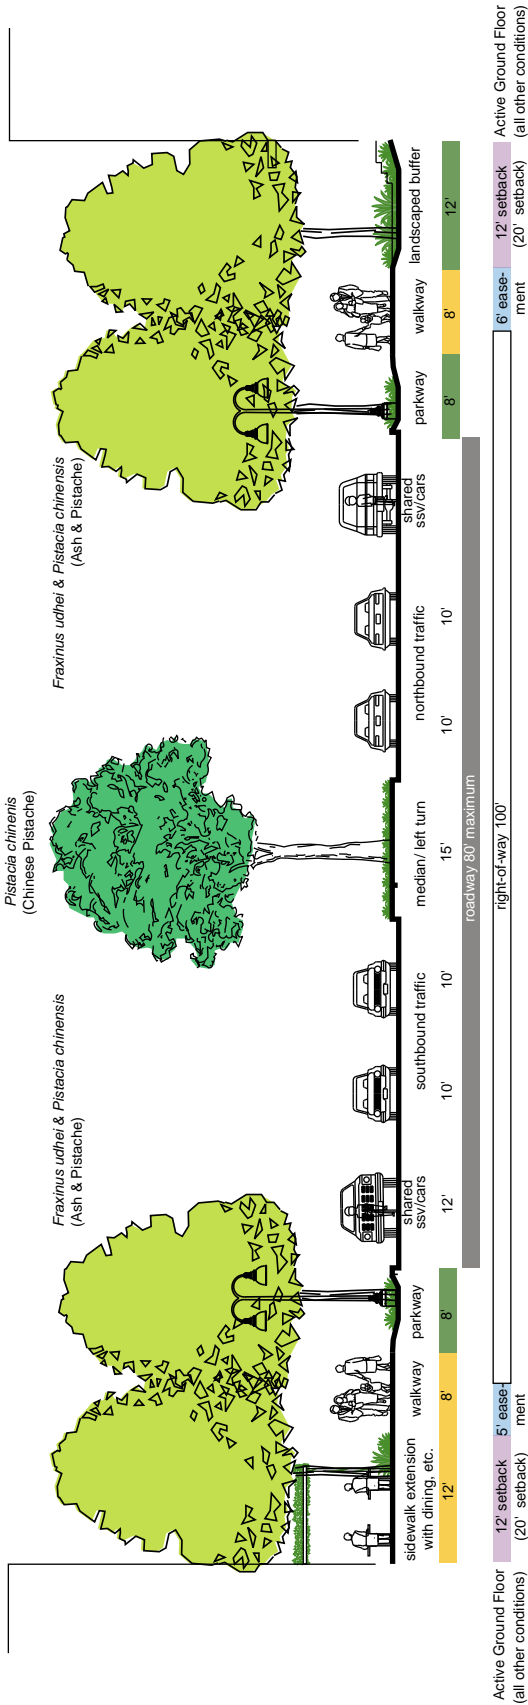 Pistacia chinenis
(Chinese Pistache)
Fraxinus udhei & Pistacia chinensis
(Ash & Pistache)
Fraxinus udhei & Pistacia chinensis
(Ash & Pistache)
sidewalk extension
with dining, etc.
walkway
parkway
shared
ssv/cars
southbound traffic
median/ left turn
northbound traffic
shared
ssv/cars
parkway
walkway
landscaped buffer
12'
8'
8'
12'
10'
10'
15'
10'
10'
8'
8'
12'
roadway 80' maximum
right-of-way 100'
Active Ground Floor
(all other conditions)
12' setback
(20' setback)
5' ease-
ment
6' ease-
ment
12' setback
(20' setback)
Active Ground Floor
(all other conditions)